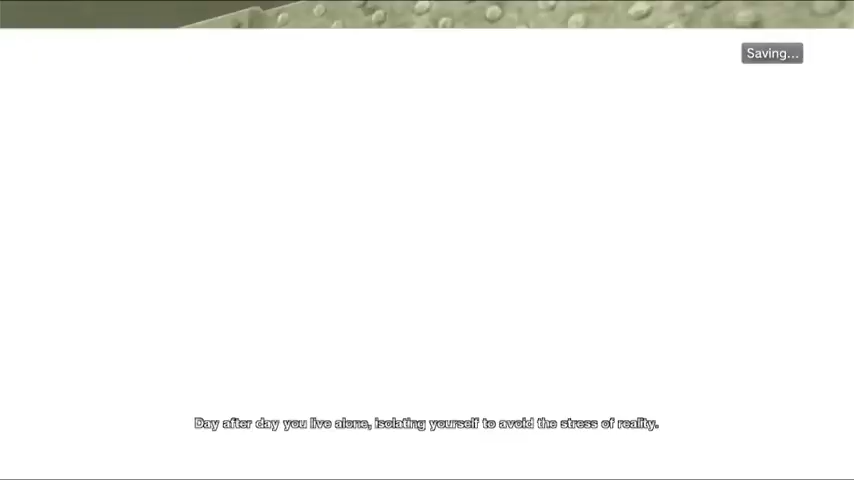 Saving...
Day after day you live alone, isolating yourself to avoid the stress of reality.